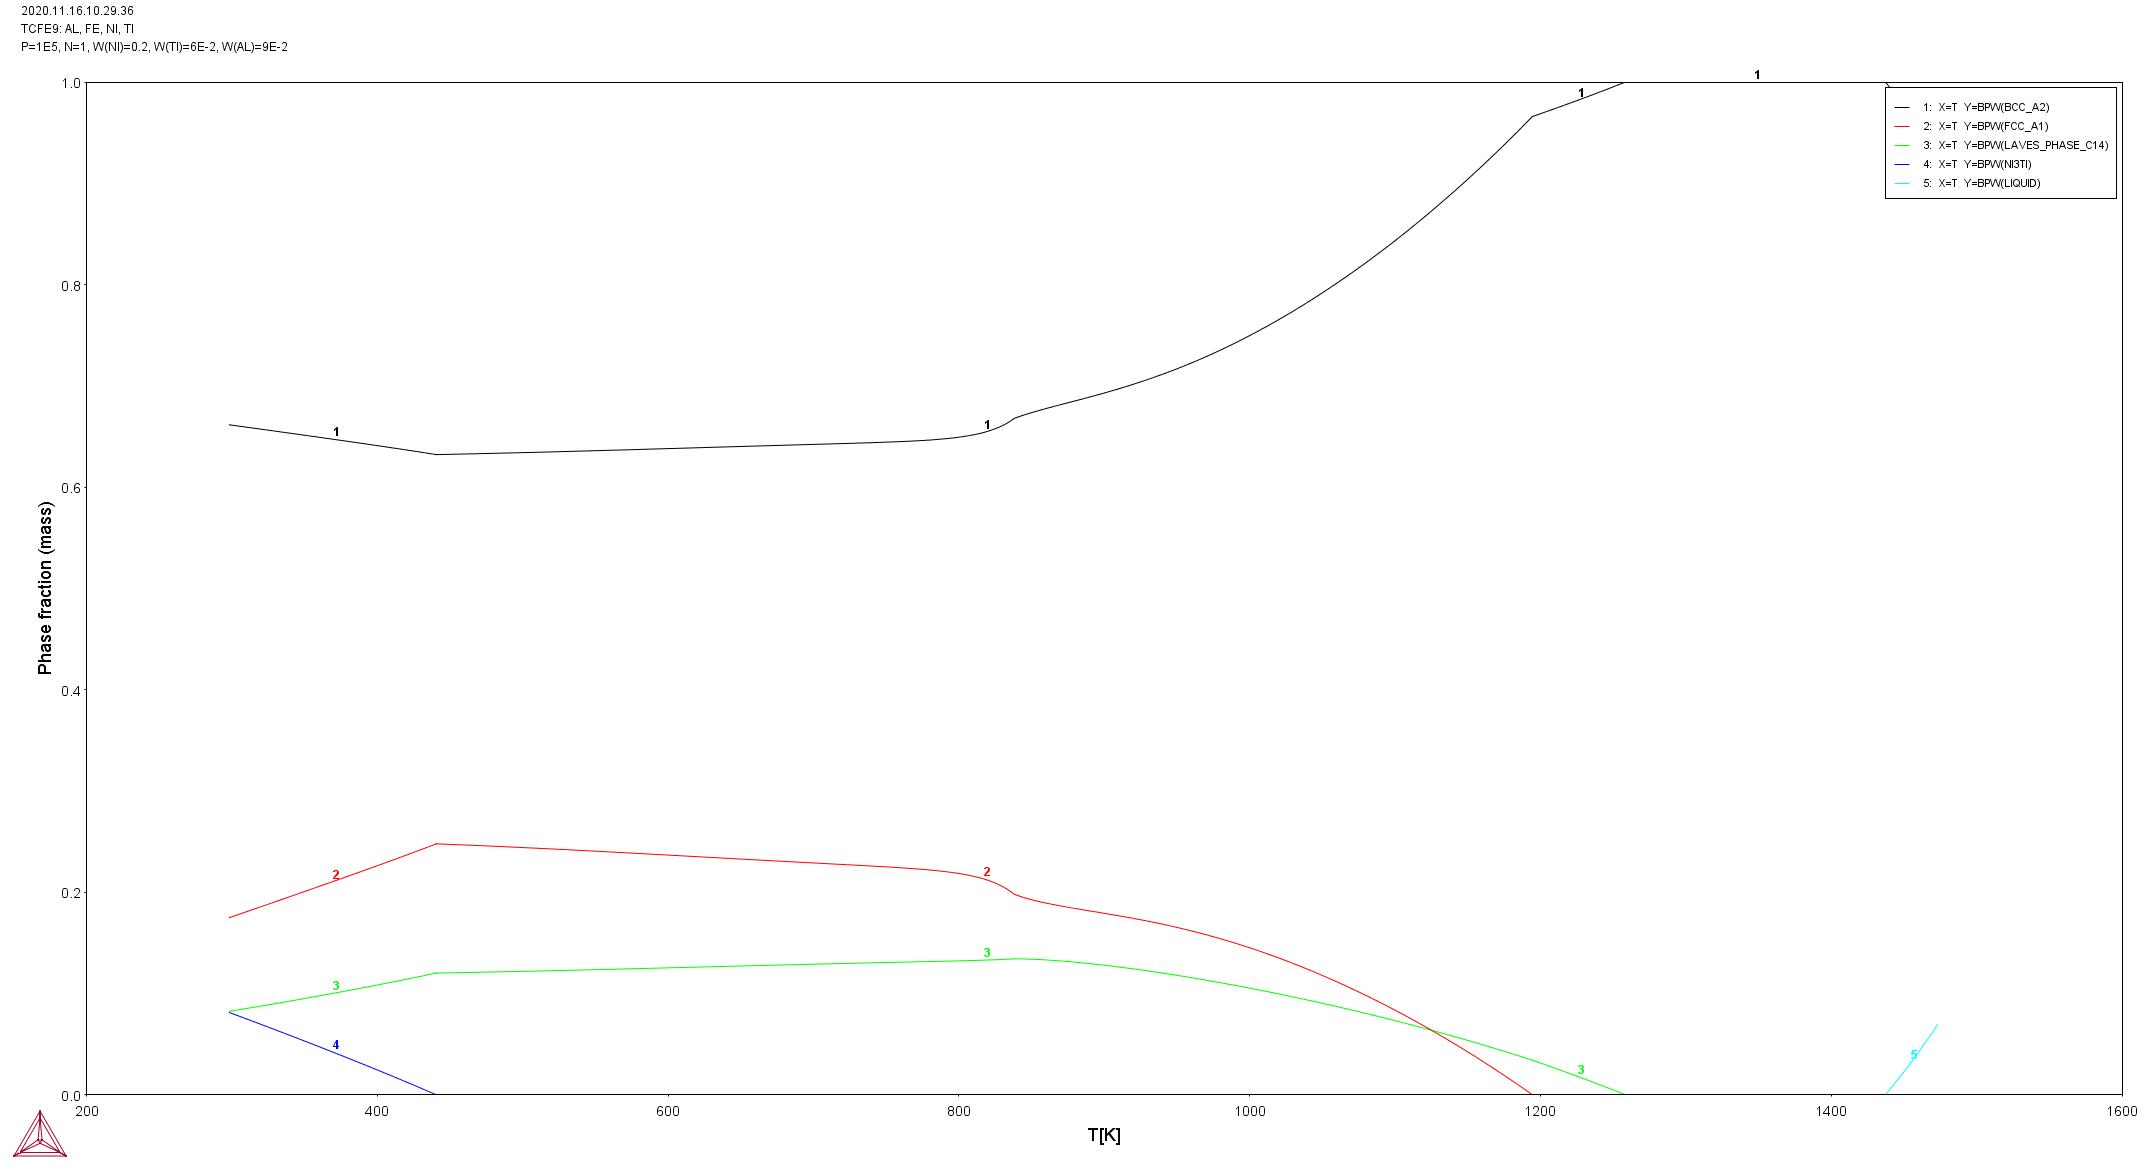 2020.11.16.10.29.36
TCFE9: AL, FE, NI, TI
P=1E5, N=1, W(NI)=0.2, W(TI)=6E-2, W(AL)=9E-2
1
1.0
1
1: X=T Y=BPW(BCC_A2)
2: X=T Y=BPW(FCC_A1)
3: X=T Y=BPW(LAVES_PHASE_C14)
4: X=T Y=BPW(NI3TI)
5: X=T Y=BPW(LIQUID)
0.8
1
1
0.6
Phase fraction (mass)
0.4
2
2
0.2
3
3
4
5
3
0.0
200
400
600
800
1000
1200
1400
1600
T[K]